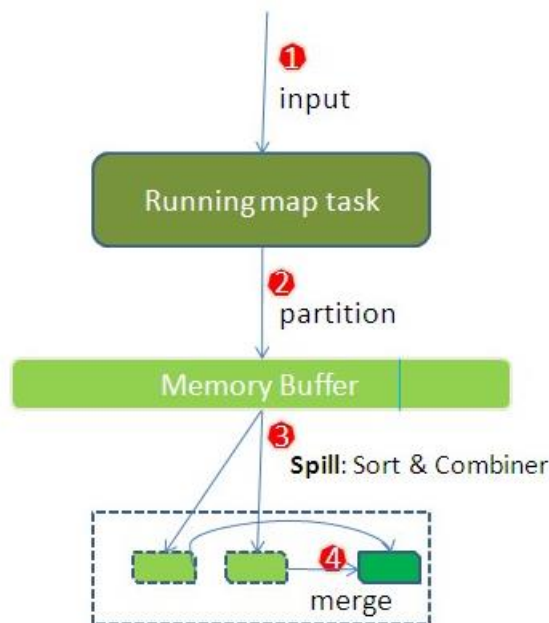 1
input
Running map task
2
partition
Memory Buffer
3
Spill: Sort & Combiner
4
merge